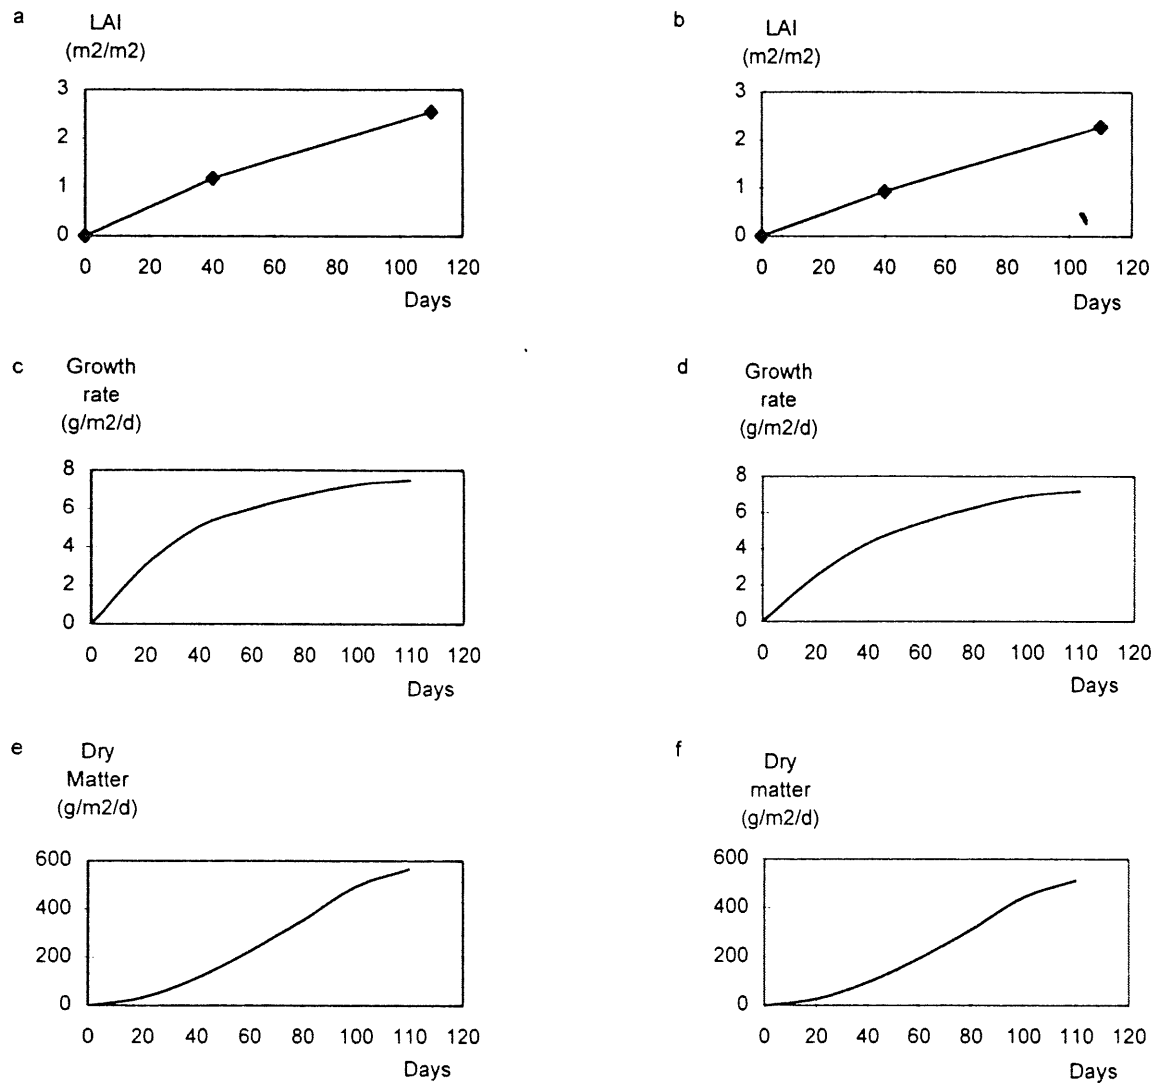 a
LAI
(m2/m2)
3
2
1
0
0 20 40 60 80 100 120
Days
b
LAI
(m2/m2)
3
2
1
0
0 20 40 60 80 100 120
Days
c
Growth
rate
(g/m2/d)
8
6
4
2
0
0 20 40 60 80 100 110 120
Days
d
Growth
rate
(g/m2/d)
8
6
4
2
0
0 20 40 60 80 100 110 120
Days
e
Dry
Matter
(g/m2/d)
600
400
200
0
0 20 40 60 80 100 110 120
Days
f
Dry
matter
(g/m2/d)
600
400
200
0
0 20 40 60 80 100 110 120
Days